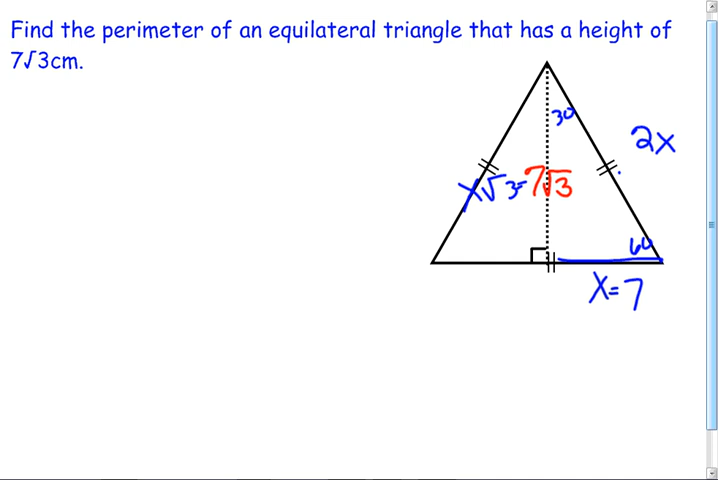 Find the perimeter of an equilateral triangle that has a height of
7√3cm.
30
2x
x√3=7√3
60
x=7